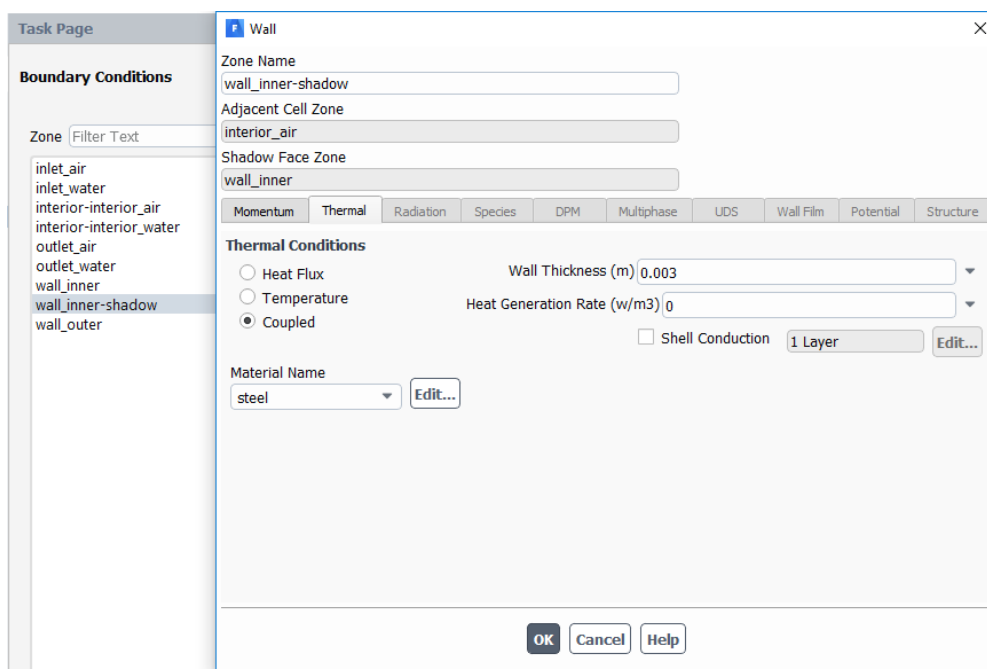 Task Page
Boundary Conditions
Zone Filter Text
inlet_air
inlet_water
interior-interior_air
interior-interior_water
outlet_air
outlet_water
wall_inner
wall_inner-shadow
wall_outer
F Wall
Zone Name
wall_inner-shadow
Adjacent Cell Zone
interior_air
Shadow Face Zone
wall_inner
Momentum Thermal Radiation Species DPM Multiphase UDS Wall Film Potential Structure
Thermal Conditions
Heat Flux
Temperature
Coupled
Wall Thickness (m) 0.003
Heat Generation Rate (w/m3) 0
Shell Conduction 1 Layer Edit...
Material Name
steel Edit...
OK Cancel Help